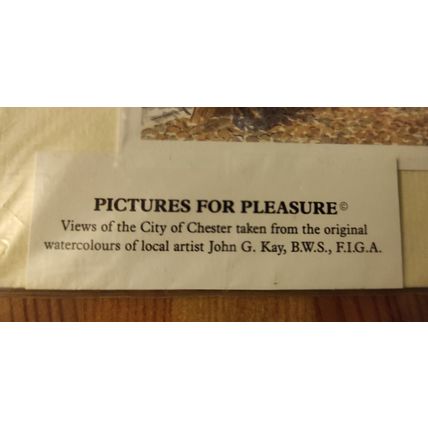 PICTURES FOR PLEASURE©
Views of the City of Chester taken from the original
watercolours of local artist John G. Kay, B.W.S., F.I.G.A.